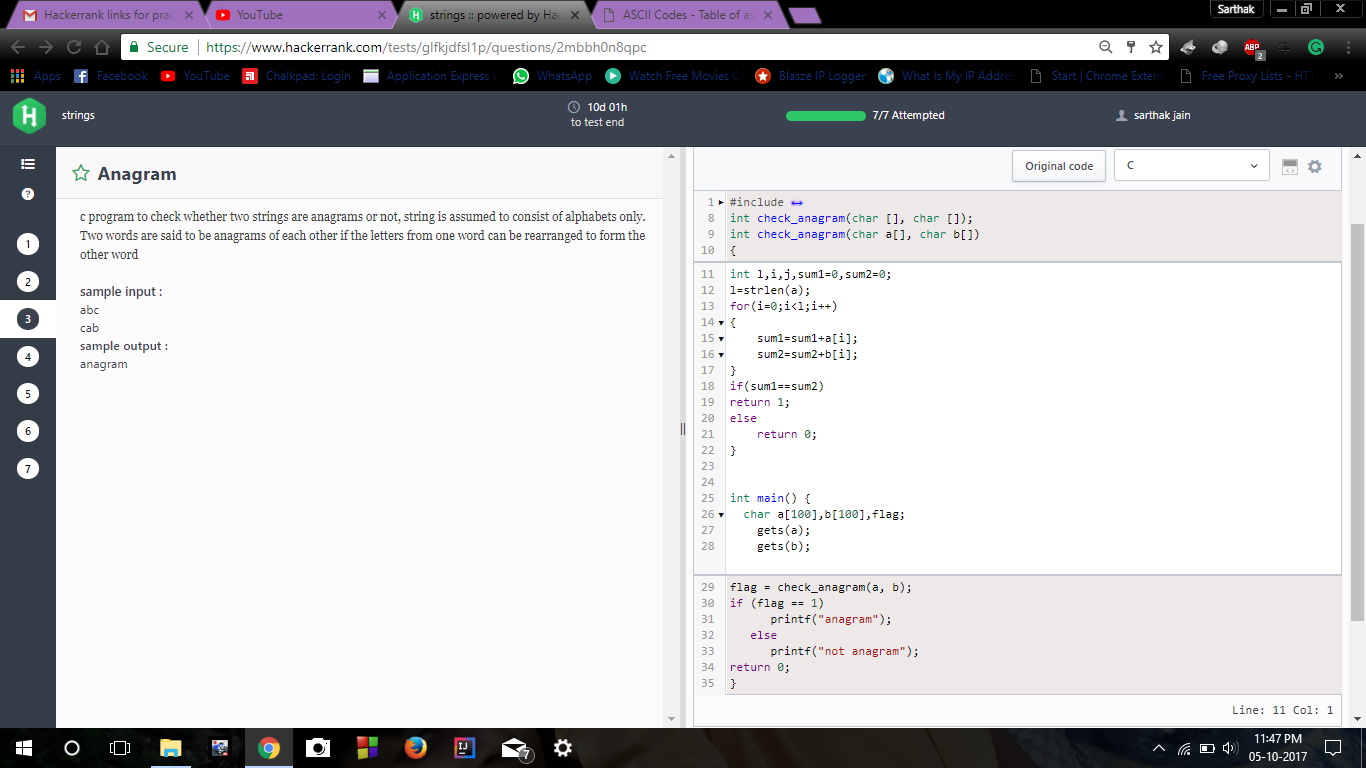 Hackerrank links for prac
YouTube
strings :: powered by Ha
ASCII Codes - Table of as
Sarthak
Secure
https://www.hackerrank.com/tests/glfkjdfsl1p/questions/2mbbh0n8qpc
ABP
2
Apps
Facebook
YouTube
Chalkpad: Login
Application Express
WhatsApp
Watch Free Movies
Blasze IP Logger
What Is My IP Addre
Start | Chrome Exten
Free Proxy Lists - HT
strings
10d 01h
to test end
7/7 Attempted
sarthak jain
Anagram
c program to check whether two strings are anagrams or not, string is assumed to consist of alphabets only.
Two words are said to be anagrams of each other if the letters from one word can be rearranged to form the
other word
sample input :
abc
cab
sample output :
anagram
1
2
3
4
5
6
7
Original code
C
1 #include
8 int check_anagram(char [], char []);
9 int check_anagram(char a[], char b[])
10 {
11 int l,i,j,sum1=0,sum2=0;
12 l=strlen(a);
13 for(i=0;i<l;i++)
14 {
15 sum1=sum1+a[i];
16 sum2=sum2+b[i];
17 }
18 if(sum1==sum2)
19 return 1;
20 else
21 return 0;
22 }
23
24
25 int main() {
26 char a[100],b[100],flag;
27 gets(a);
28 gets(b);
29 flag = check_anagram(a, b);
30 if (flag == 1)
31 printf("anagram");
32 else
33 printf("not anagram");
34 return 0;
35 }
Line: 11 Col: 1
7
11:47 PM
05-10-2017